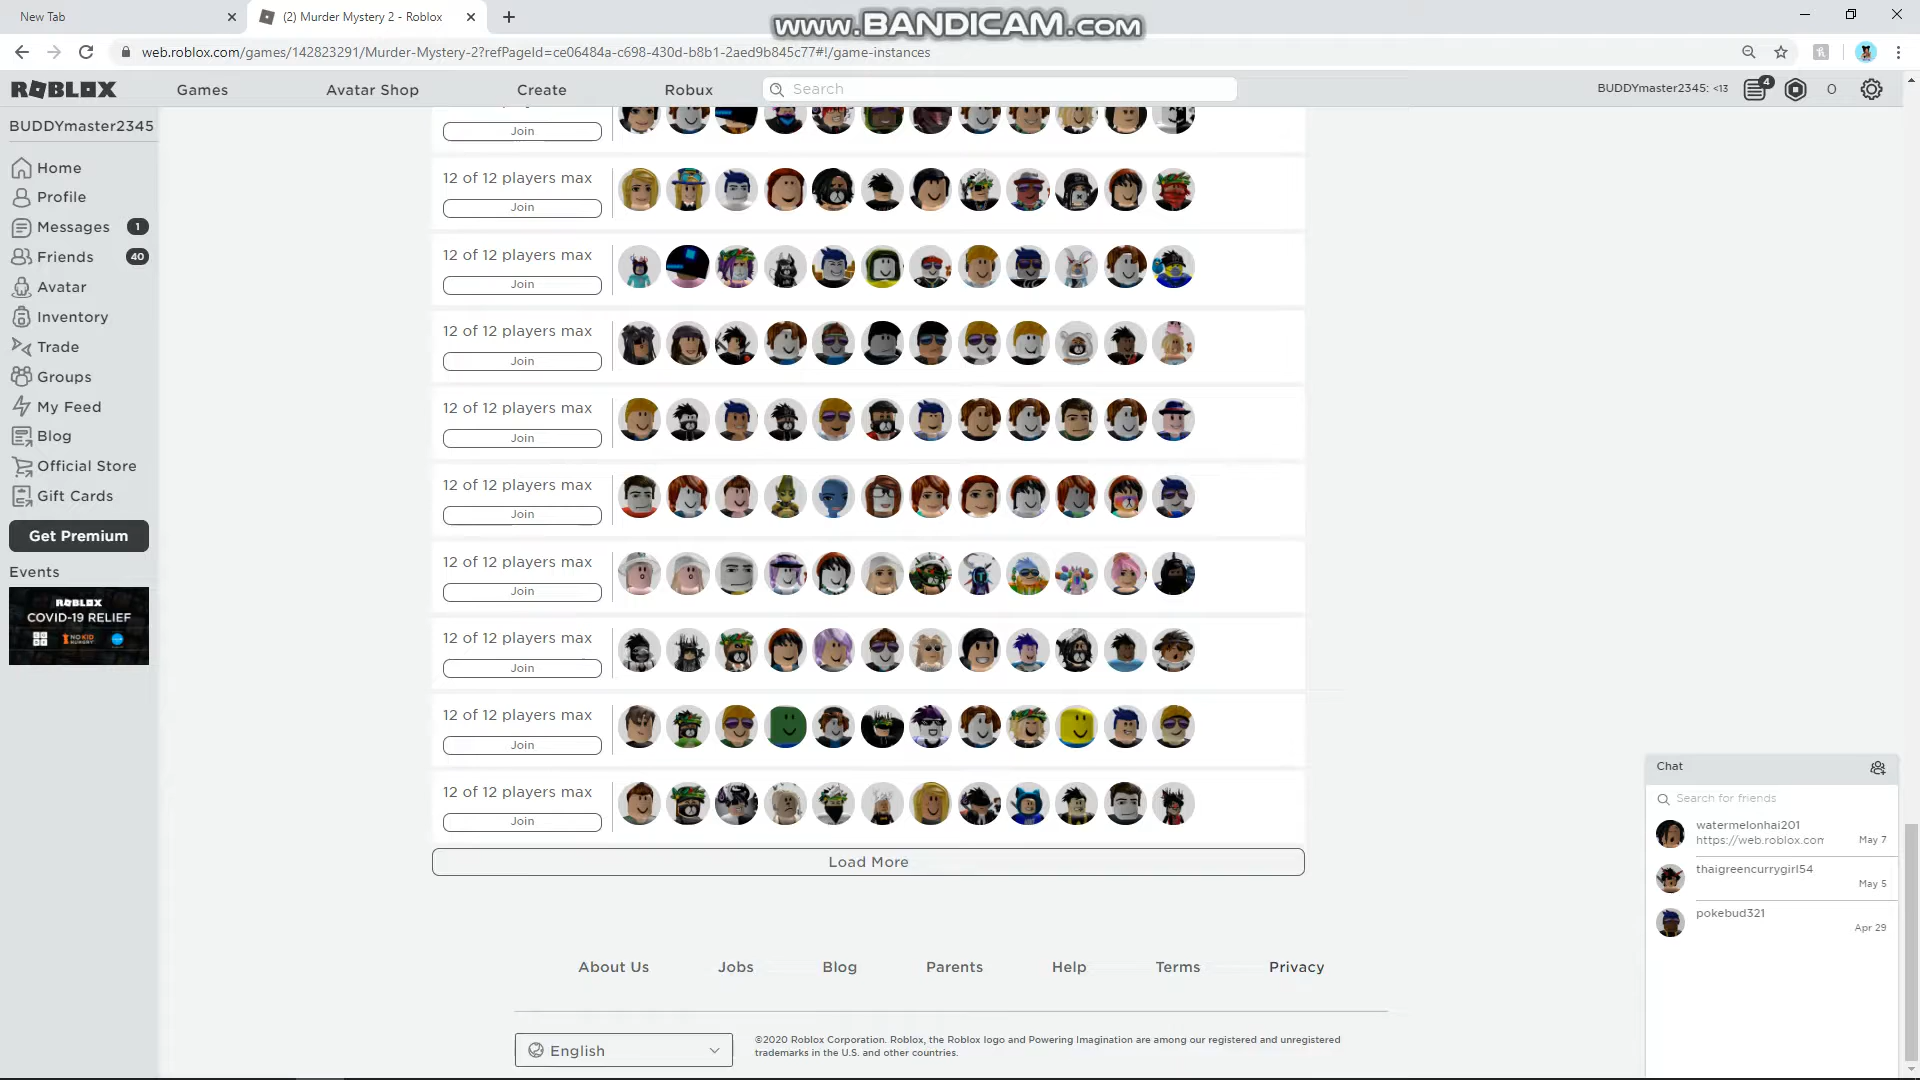 New Tab
(2) Murder Mystery 2 - Roblox
www.BANDICAM.com
web.roblox.com/games/142823291/Murder-Mystery-2?refPageId=ce06484a-c698-430d-b8b1-2aed9b845c77#!/game-instances
ROBLOX
Games
Avatar Shop
Create
Robux
Search
BUDDYmaster2345: <13
4
0
BUDDYmaster2345
Home
Profile
Messages 1
Friends 40
Avatar
Inventory
Trade
Groups
My Feed
Blog
Official Store
Gift Cards
Get Premium
Events
ROBLOX
COVID-19 RELIEF
Join
12 of 12 players max
Join
12 of 12 players max
Join
12 of 12 players max
Join
12 of 12 players max
Join
12 of 12 players max
Join
12 of 12 players max
Join
12 of 12 players max
Join
12 of 12 players max
Join
12 of 12 players max
Join
Load More
Chat
Search for friends
watermelonhai201
https://web.roblox.com
May 7
thaigreencurrygirl54
May 5
pokebud321
Apr 29
About Us
Jobs
Blog
Parents
Help
Terms
Privacy
English
©2020 Roblox Corporation. Roblox, the Roblox logo and Powering Imagination are among our registered and unregistered
trademarks in the U.S. and other countries.